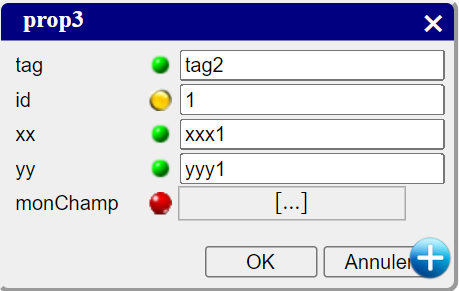 prop3
tag tag2
id 1
xx xxx1
yy yyy1
monChamp [...]
OK Annuler